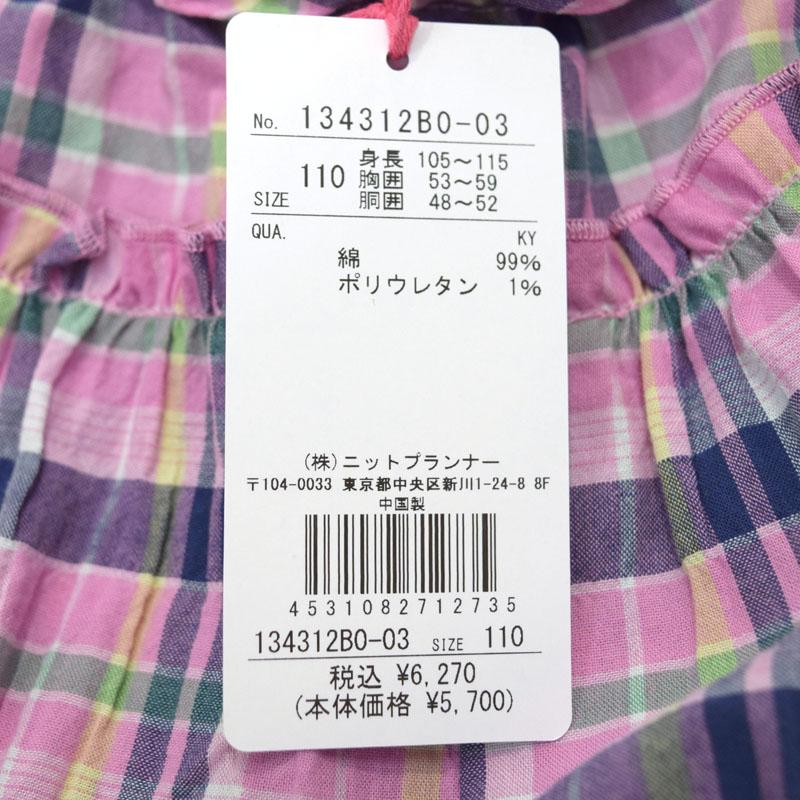 No. 134312B0-03
SIZE 110 身長 105～115
胸囲 53～59
胴囲 48～52
QUA. KY
綿 99%
ポリウレタン 1%
(株)ニットプランナー
〒104-0033 東京都中央区新川1-24-8 8F
中国製
4531082712735
134312B0-03 SIZE 110
税込 ¥6,270
(本体価格 ¥5,700)